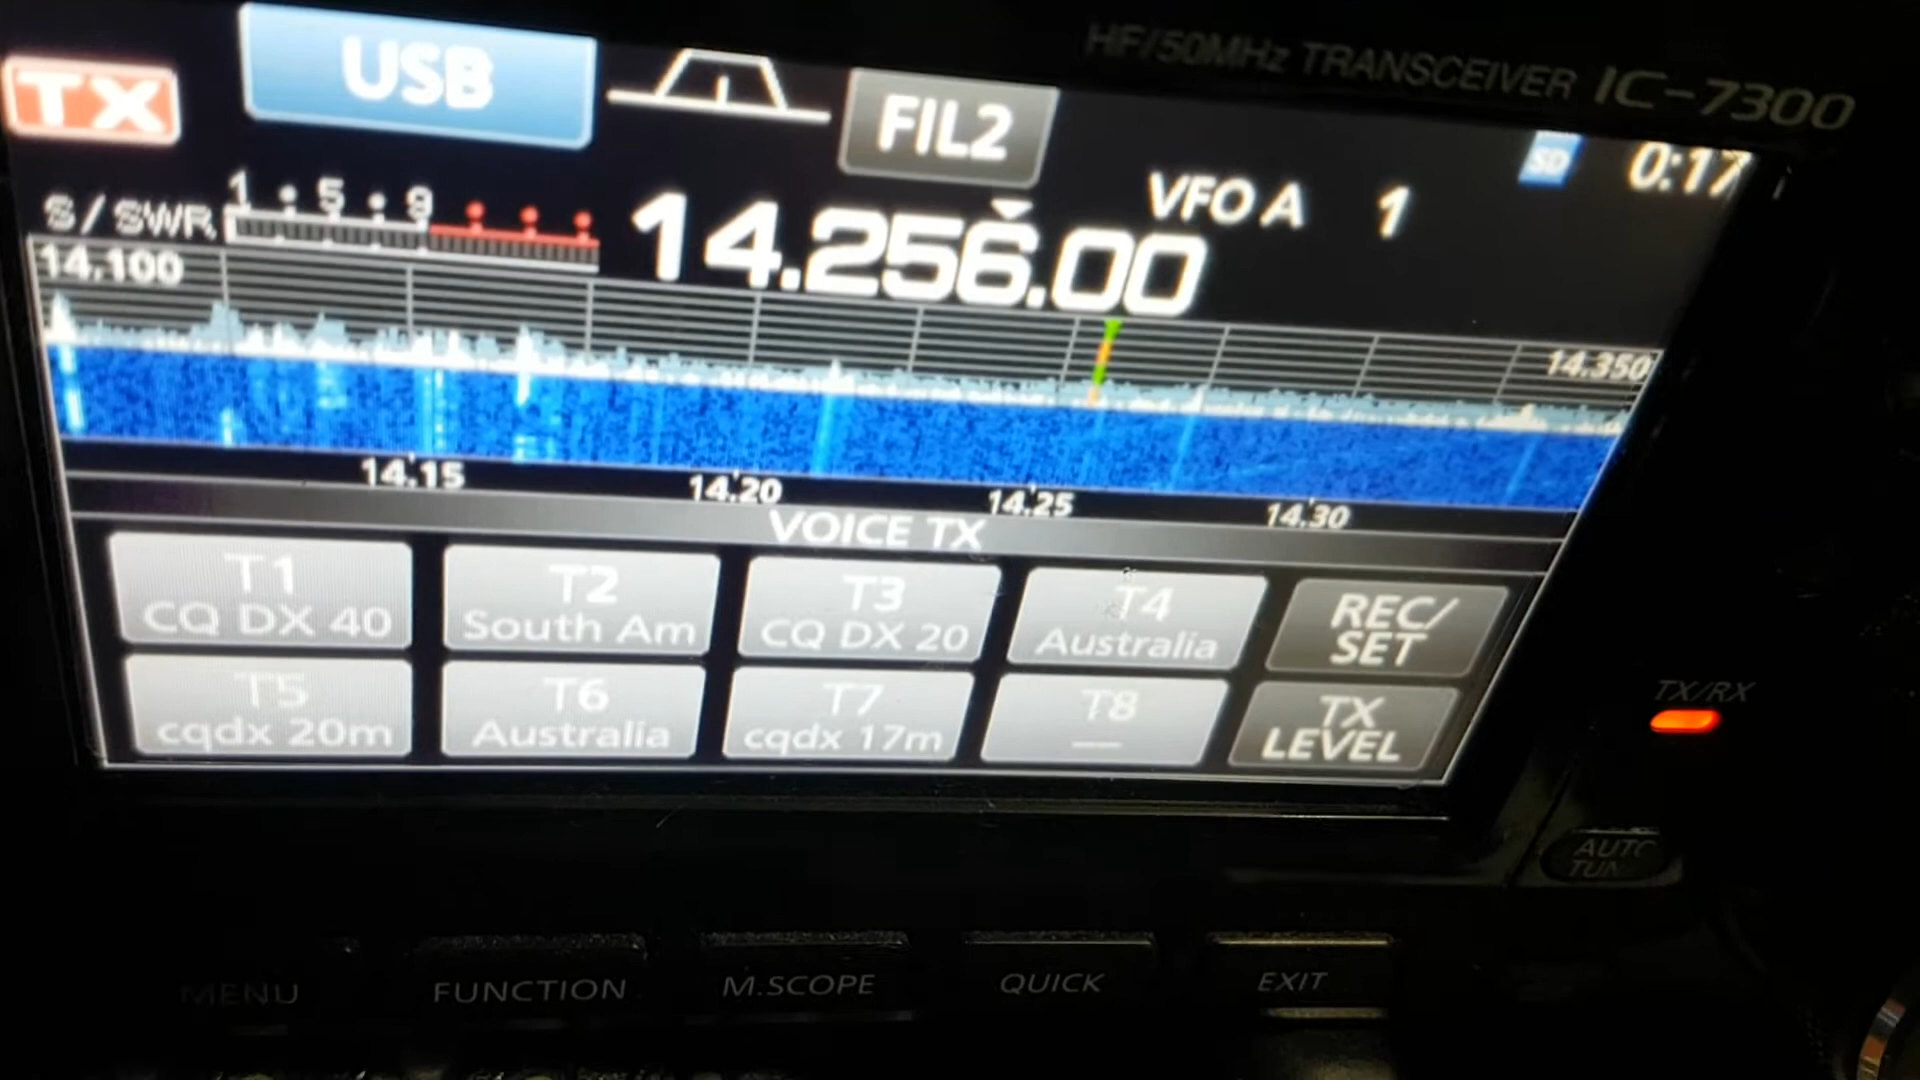 HF/50MHz TRANSCEIVER IC-7300
TX USB FIL2
SD 0:17
VFO A 1
S/SWR 1 5 9
14.256.00
14.100
14.350
14.15 14.20 14.25 14.30
VOICE TX
T1 T2 T3 T4 REC/
CQ DX 40 South Am CQ DX 20 Australia SET
T5 T6 T7 T8 TX
cqdx 20m Australia cqdx 17m --- LEVEL
TX/RX
AUTO
MENU FUNCTION M.SCOPE QUICK EXIT